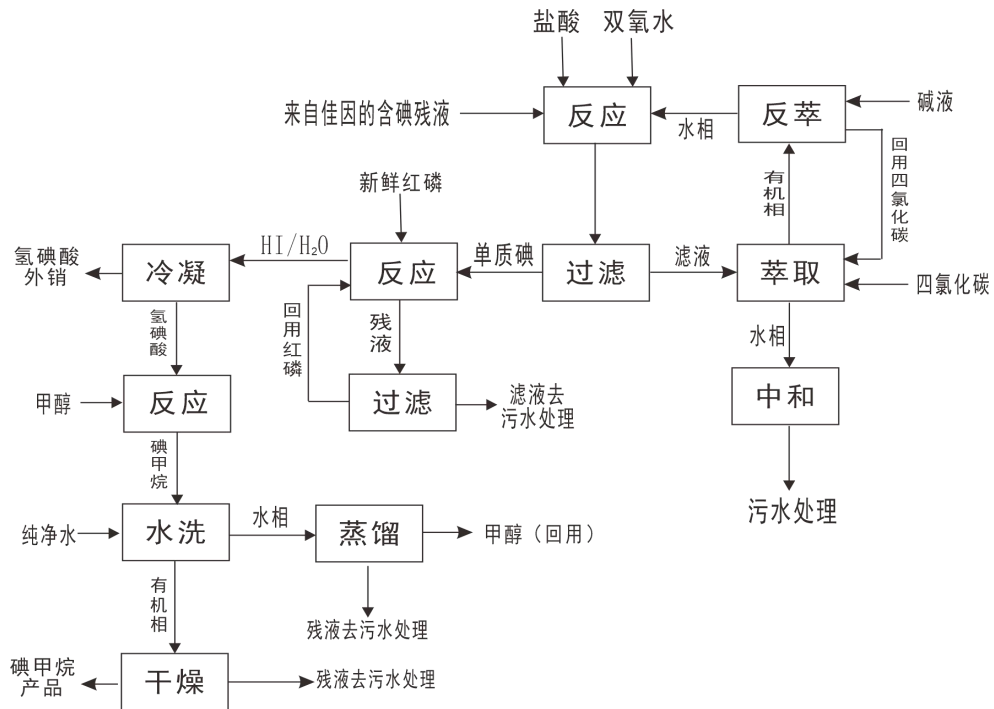 盐酸 双氧水
来自佳因的含碘残液
反应
水相
反萃
碱液
回用四氯化碳
有机相
新鲜红磷
氢碘酸
外销
冷凝
HI/H₂O
反应
单质碘
过滤
滤液
萃取
四氯化碳
氢碘酸
回用红磷
残液
水相
甲醇
反应
过滤
滤液去
污水处理
中和
碘甲烷
污水处理
纯净水
水洗
水相
蒸馏
甲醇（回用）
有机相
残液去污水处理
碘甲烷
产品
干燥
残液去污水处理